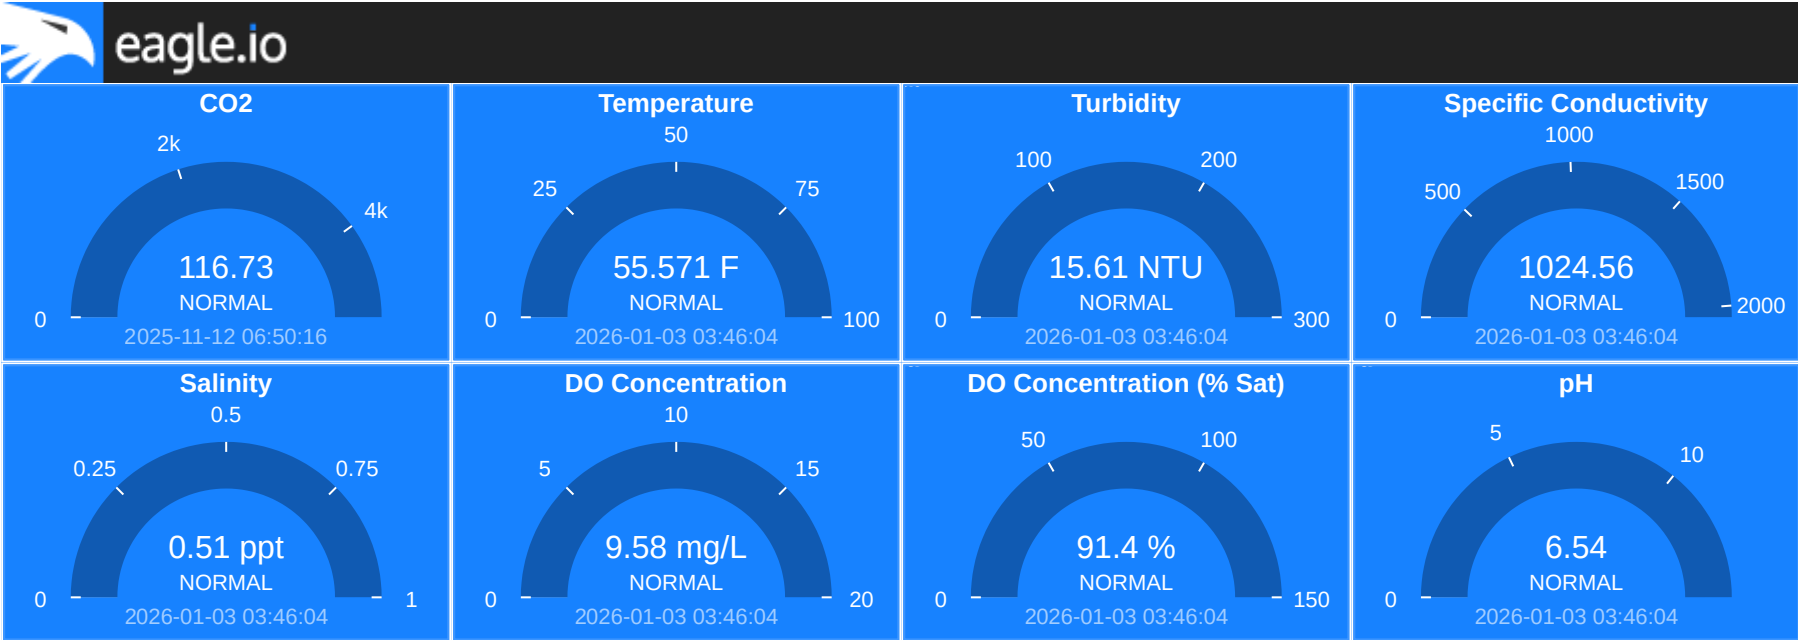 eagle.io
CO2
2k
4k
0
116.73
NORMAL
2025-11-12 06:50:16
Temperature
50
25
75
0
100
55.571 F
NORMAL
2026-01-03 03:46:04
Turbidity
100
200
0
300
15.61 NTU
NORMAL
2026-01-03 03:46:04
Specific Conductivity
1000
500
1500
0
2000
1024.56
NORMAL
2026-01-03 03:46:04
Salinity
0.5
0.25
0.75
0
1
0.51 ppt
NORMAL
2026-01-03 03:46:04
DO Concentration
10
5
15
0
20
9.58 mg/L
NORMAL
2026-01-03 03:46:04
DO Concentration (% Sat)
50
100
0
150
91.4 %
NORMAL
2026-01-03 03:46:04
pH
5
10
0
6.54
NORMAL
2026-01-03 03:46:04